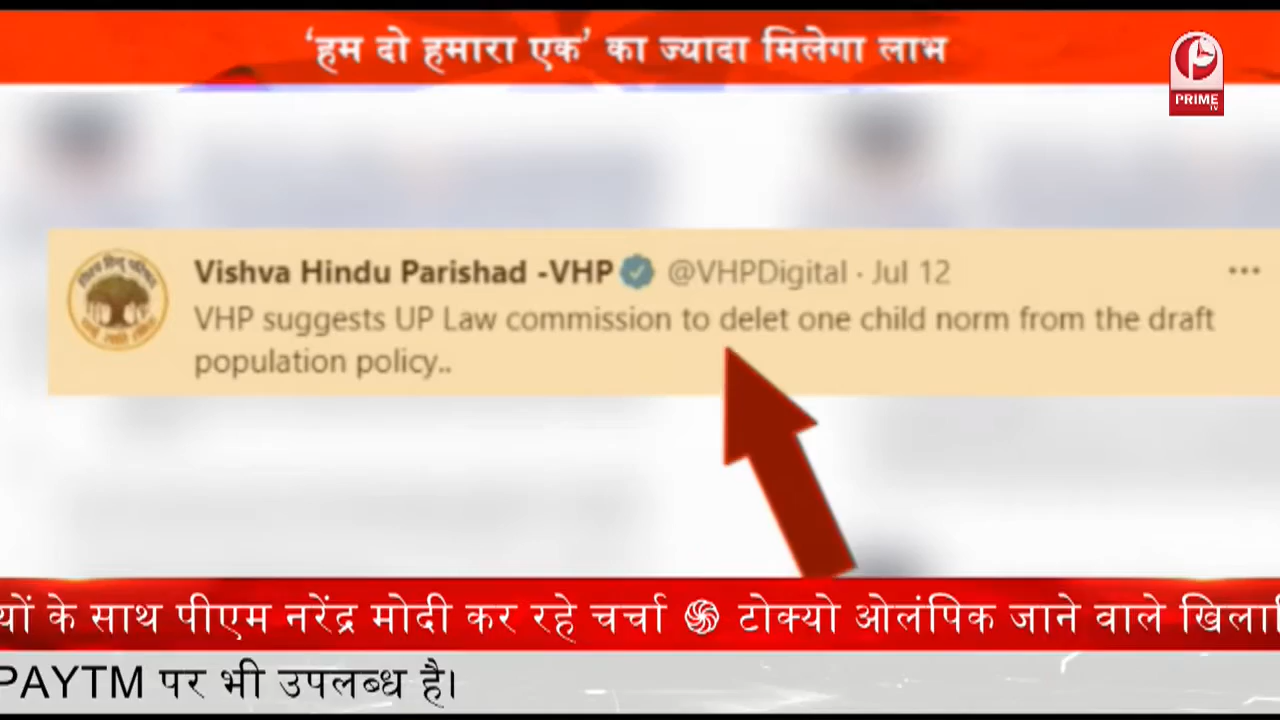 ‘हम दो हमारा एक’ का ज्यादा मिलेगा लाभ
PRIME
TV
Vishva Hindu Parishad -VHP @VHPDigital · Jul 12
VHP suggests UP Law commission to delet one child norm from the draft
population policy..
यों के साथ पीएम नरेंद्र मोदी कर रहे चर्चा टोक्यो ओलंपिक जाने वाले खिलाि
PAYTM पर भी उपलब्ध है।